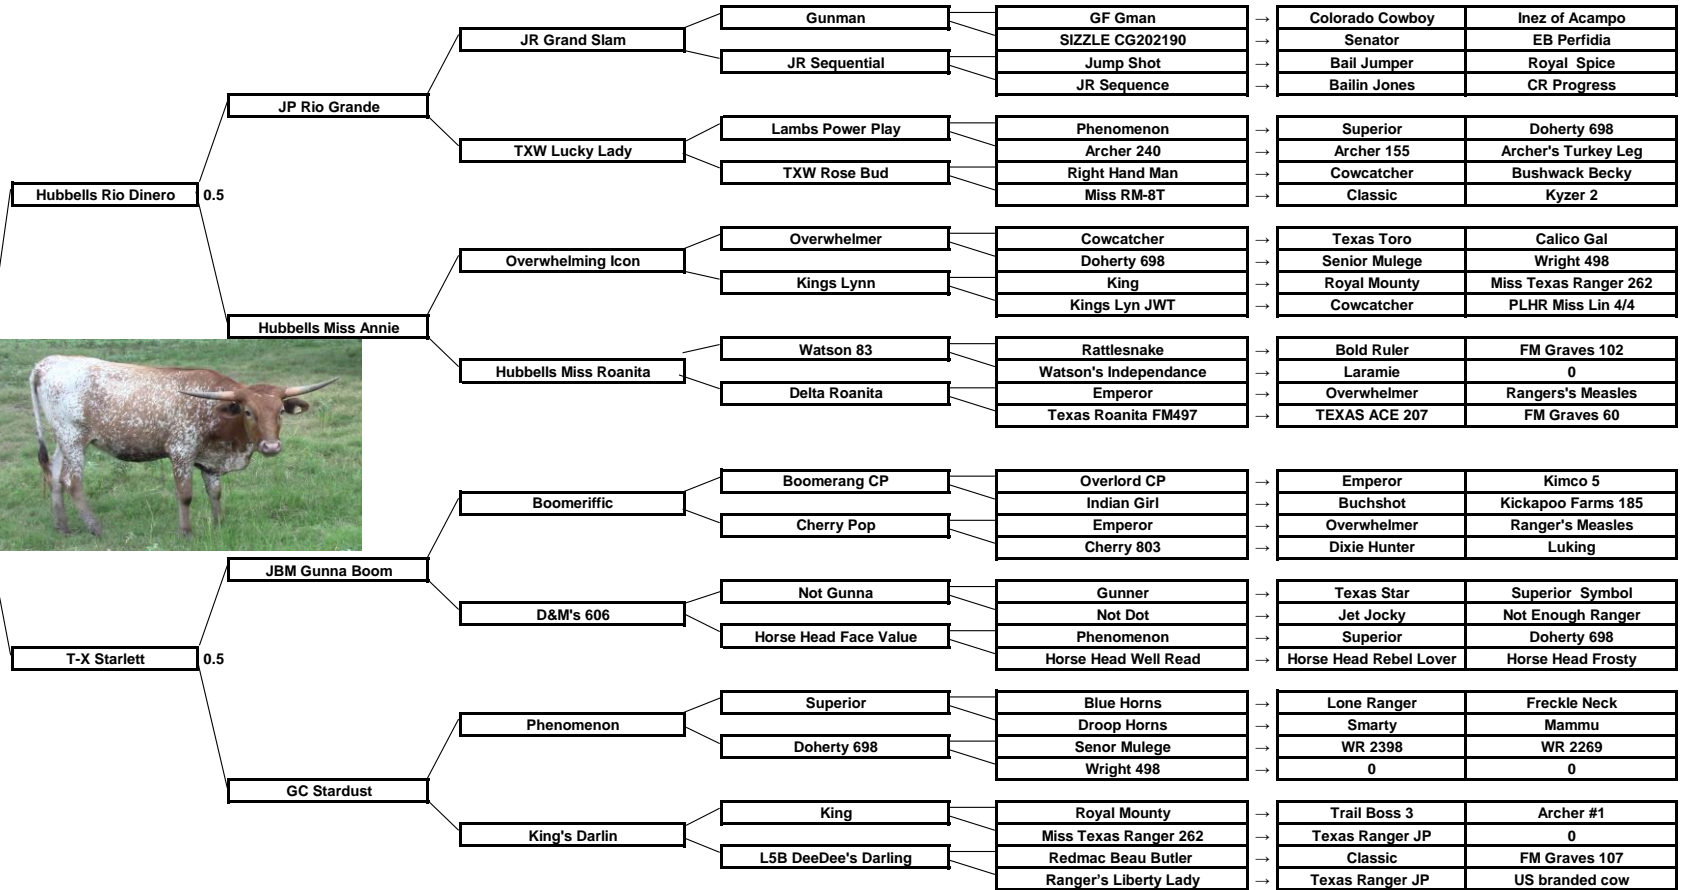 Gunman GF Gman → Colorado Cowboy Inez of Acampo
JR Grand Slam SIZZLE CG202190 → Senator EB Perfidia
JR Sequential Jump Shot → Bail Jumper Royal Spice
JR Sequence → Bailin Jones CR Progress
JP Rio Grande
Lambs Power Play Phenomenon → Superior Doherty 698
TXW Lucky Lady Archer 240 → Archer 155 Archer's Turkey Leg
TXW Rose Bud Right Hand Man → Cowcatcher Bushwack Becky
Hubbells Rio Dinero 0.5 Miss RM-8T → Classic Kyzer 2
Overwhelmer Cowcatcher → Texas Toro Calico Gal
Overwhelming Icon Doherty 698 → Senior Mulege Wright 498
Kings Lynn King → Royal Mounty Miss Texas Ranger 262
Kings Lyn JWT → Cowcatcher PLHR Miss Lin 4/4
Hubbells Miss Annie
Watson 83 Rattlesnake → Bold Ruler FM Graves 102
Hubbells Miss Roanita Watson's Independance → Laramie 0
Delta Roanita Emperor → Overwhelmer Rangers's Measles
Texas Roanita FM497 → TEXAS ACE 207 FM Graves 60
Boomerang CP Overlord CP → Emperor Kimco 5
Boomeriffic Indian Girl → Buchshot Kickapoo Farms 185
Cherry Pop Emperor → Overwhelmer Ranger's Measles
Cherry 803 → Dixie Hunter Luking
JBM Gunna Boom
Not Gunna Gunner → Texas Star Superior Symbol
D&M's 606 Not Dot → Jet Jocky Not Enough Ranger
Horse Head Face Value Phenomenon → Superior Doherty 698
T-X Starlett 0.5 Horse Head Well Read → Horse Head Rebel Lover Horse Head Frosty
Superior Blue Horns → Lone Ranger Freckle Neck
Phenomenon Droop Horns → Smarty Mammu
Doherty 698 Senor Mulege → WR 2398 WR 2269
Wright 498 → 0 0
GC Stardust
King Royal Mounty → Trail Boss 3 Archer #1
King's Darlin Miss Texas Ranger 262 → Texas Ranger JP 0
L5B DeeDee's Darling Redmac Beau Butler → Classic FM Graves 107
Ranger's Liberty Lady → Texas Ranger JP US branded cow